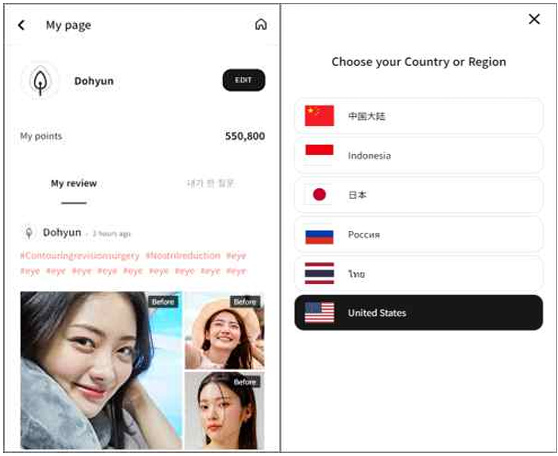 My page
Dohyun
EDIT
My points
550,800
My review
내가 한 질문
Dohyun - 2 hours ago
#Contouringrevisionsurgery #Nostrilreduction #eye
#eye #eye #eye #eye #eye #eye #eye #eye #eye
Before
Before
Before
Choose your Country or Region
中国大陆
Indonesia
日本
Россия
ไทย
United States